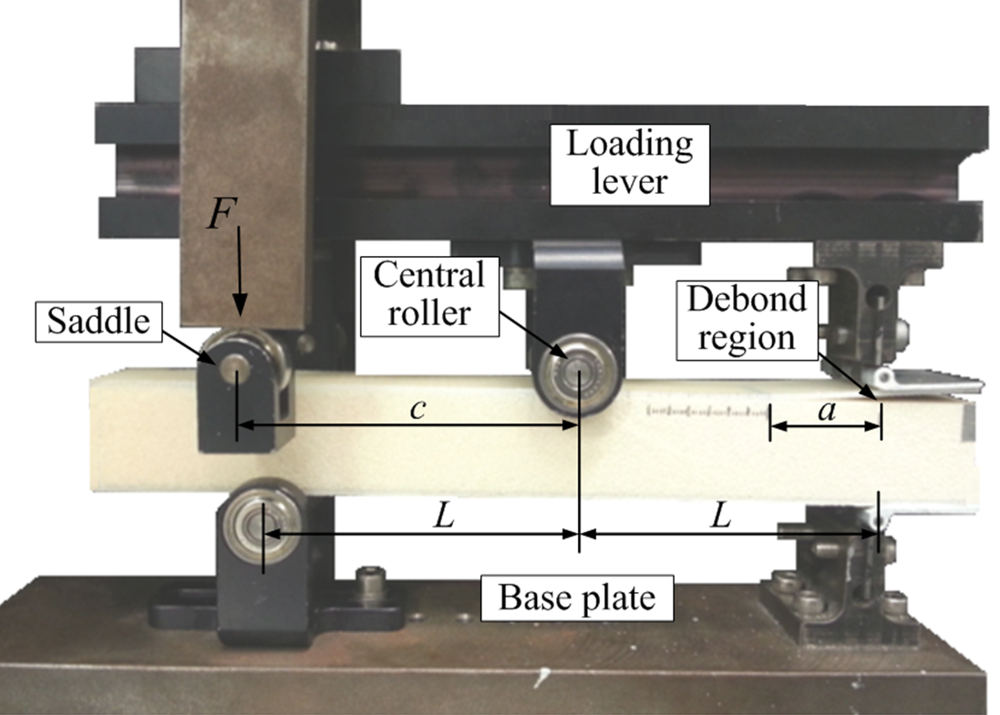 Loading
lever
F
Central
roller
Debond
region
Saddle
c
a
L
L
Base plate